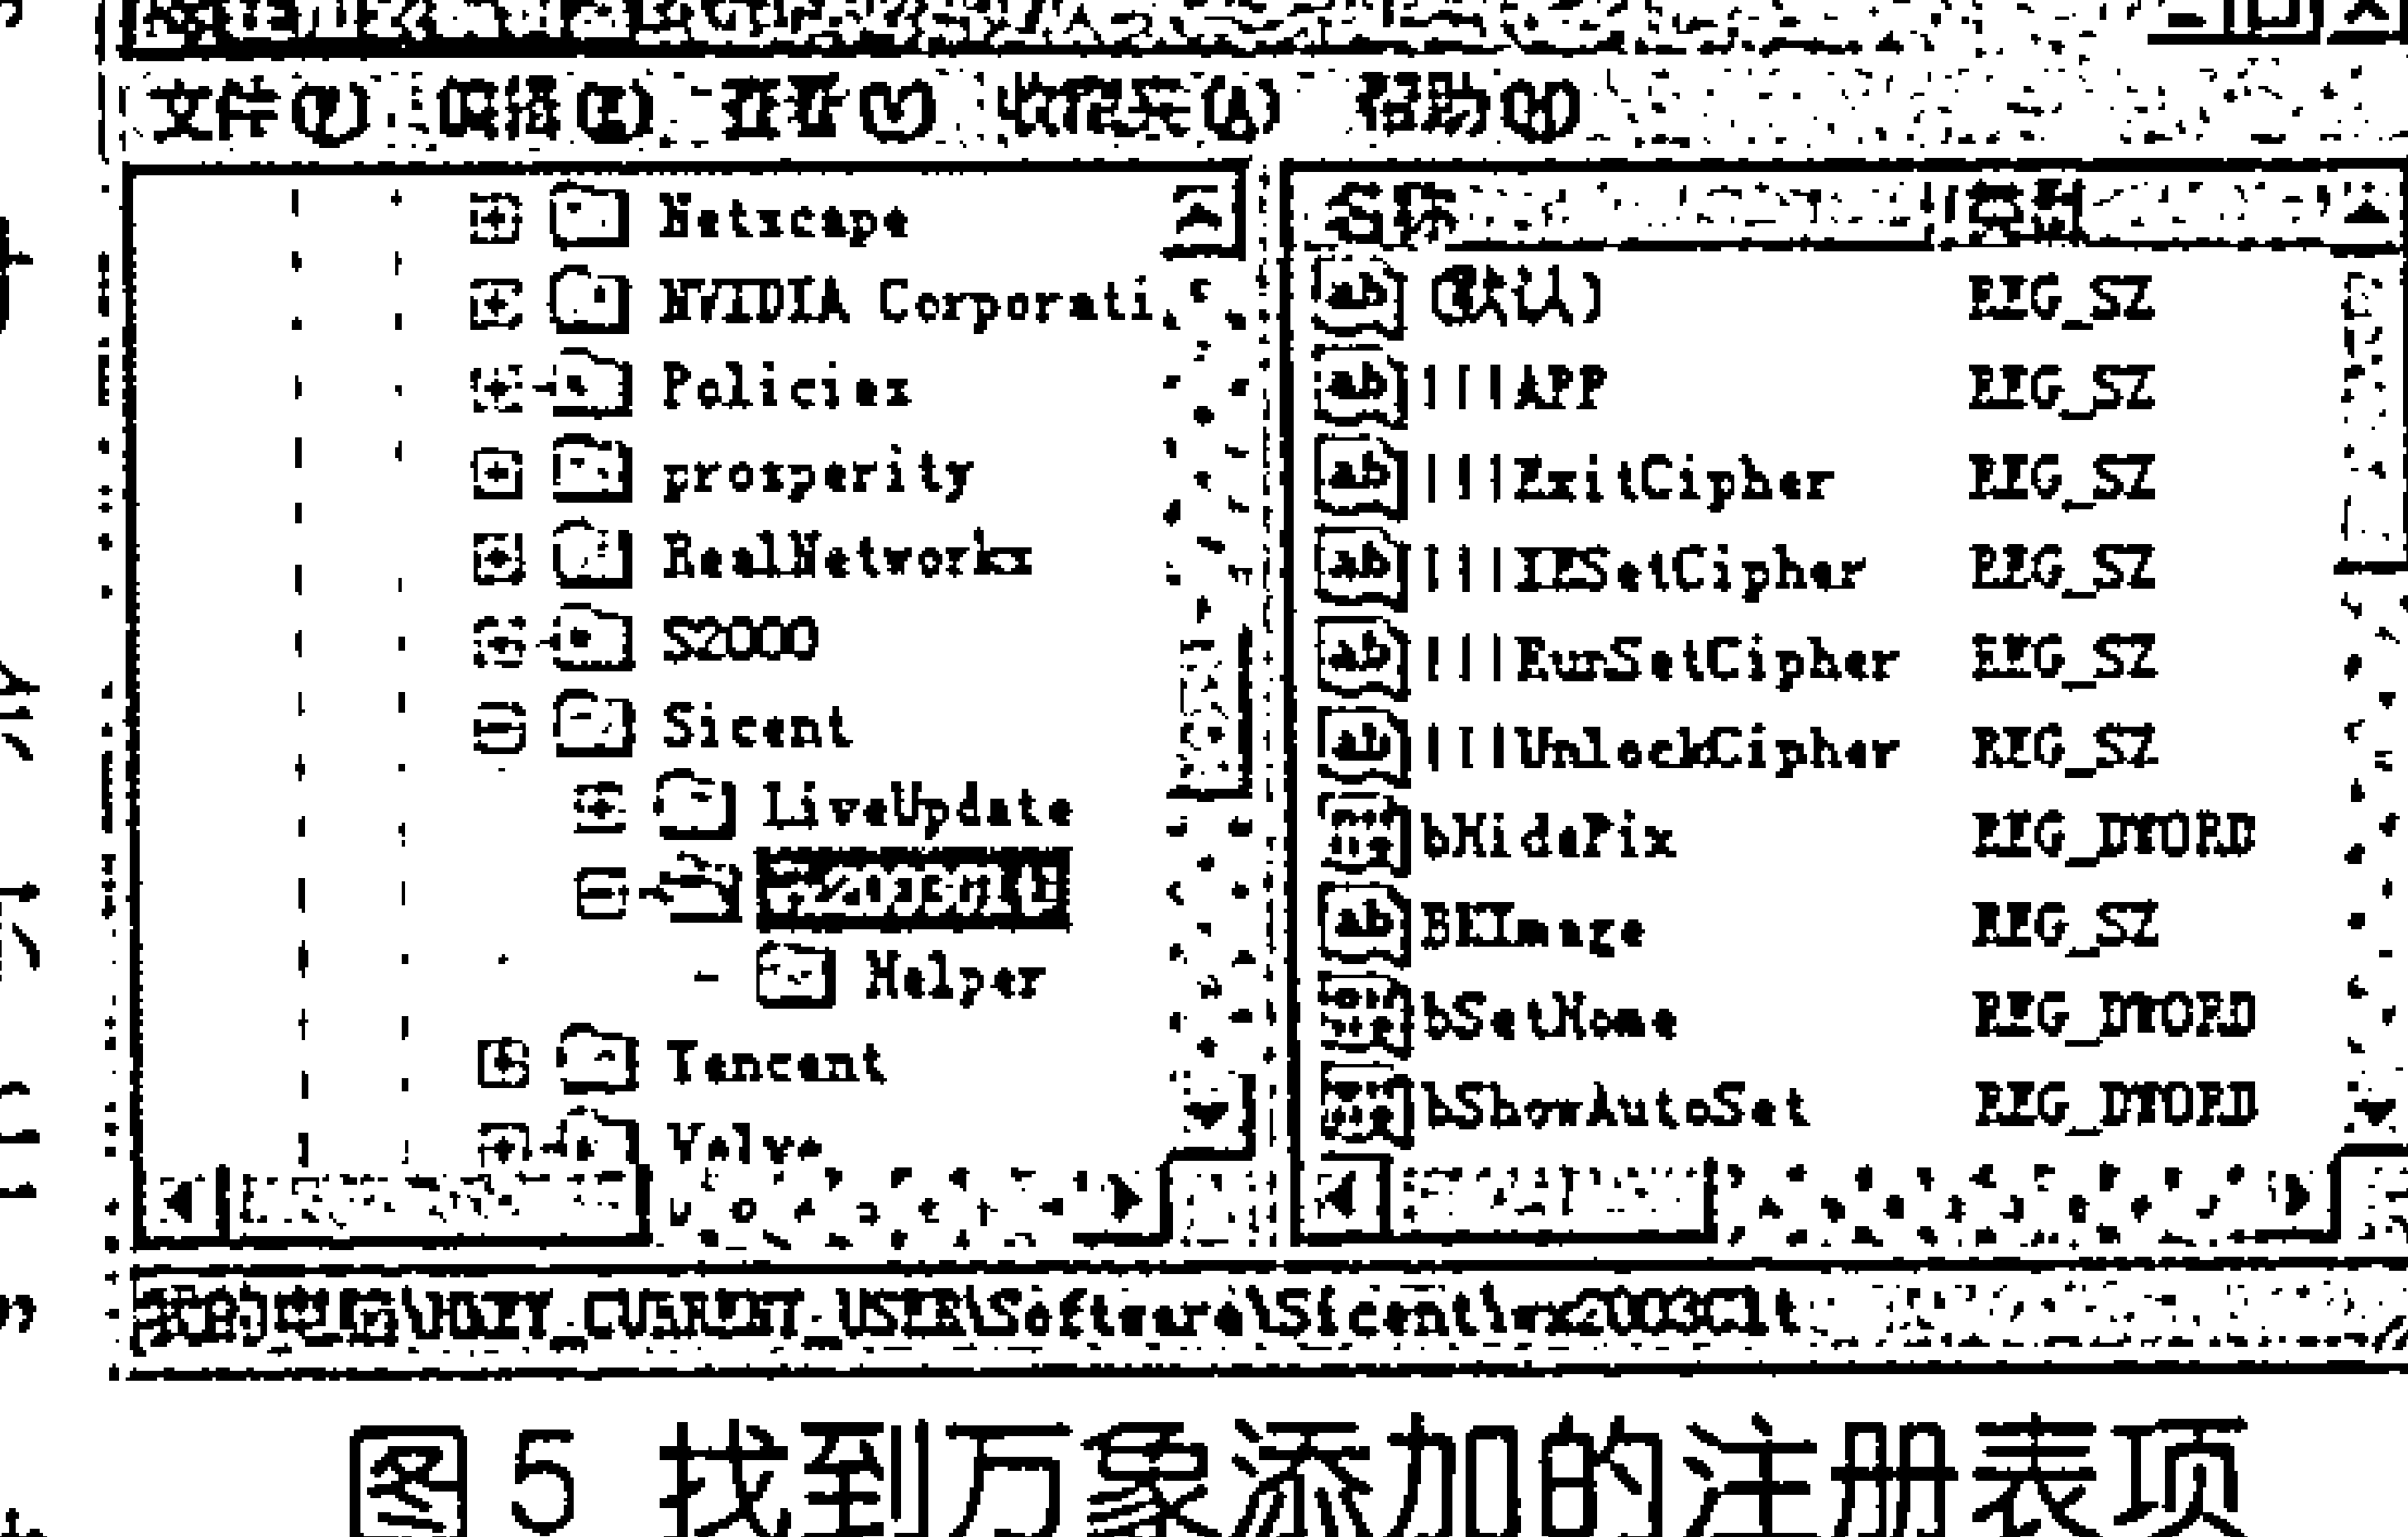 文件(F) 编辑(E) 查看(V) 收藏夹(A) 帮助(H)
Netscape
NVIDIA Corporati
Policies
prosperity
RealNetworks
S2000
Sicent
LiveUpdate
Helper
Tencent
Valve
名称 类型
(默认) REG_SZ
|||APP REG_SZ
|||ExitCipher REG_SZ
|||IESetCipher REG_SZ
|||RunSetCipher REG_SZ
|||UnlockCipher REG_SZ
bHidePix REG_DWORD
BKImage REG_SZ
bSetHome REG_DWORD
bShowAutoSet REG_DWORD
我的电脑\HKEY_CURRENT_USER\Software\Sicent\wx2003Clt
图5 找到万象添加的注册表项